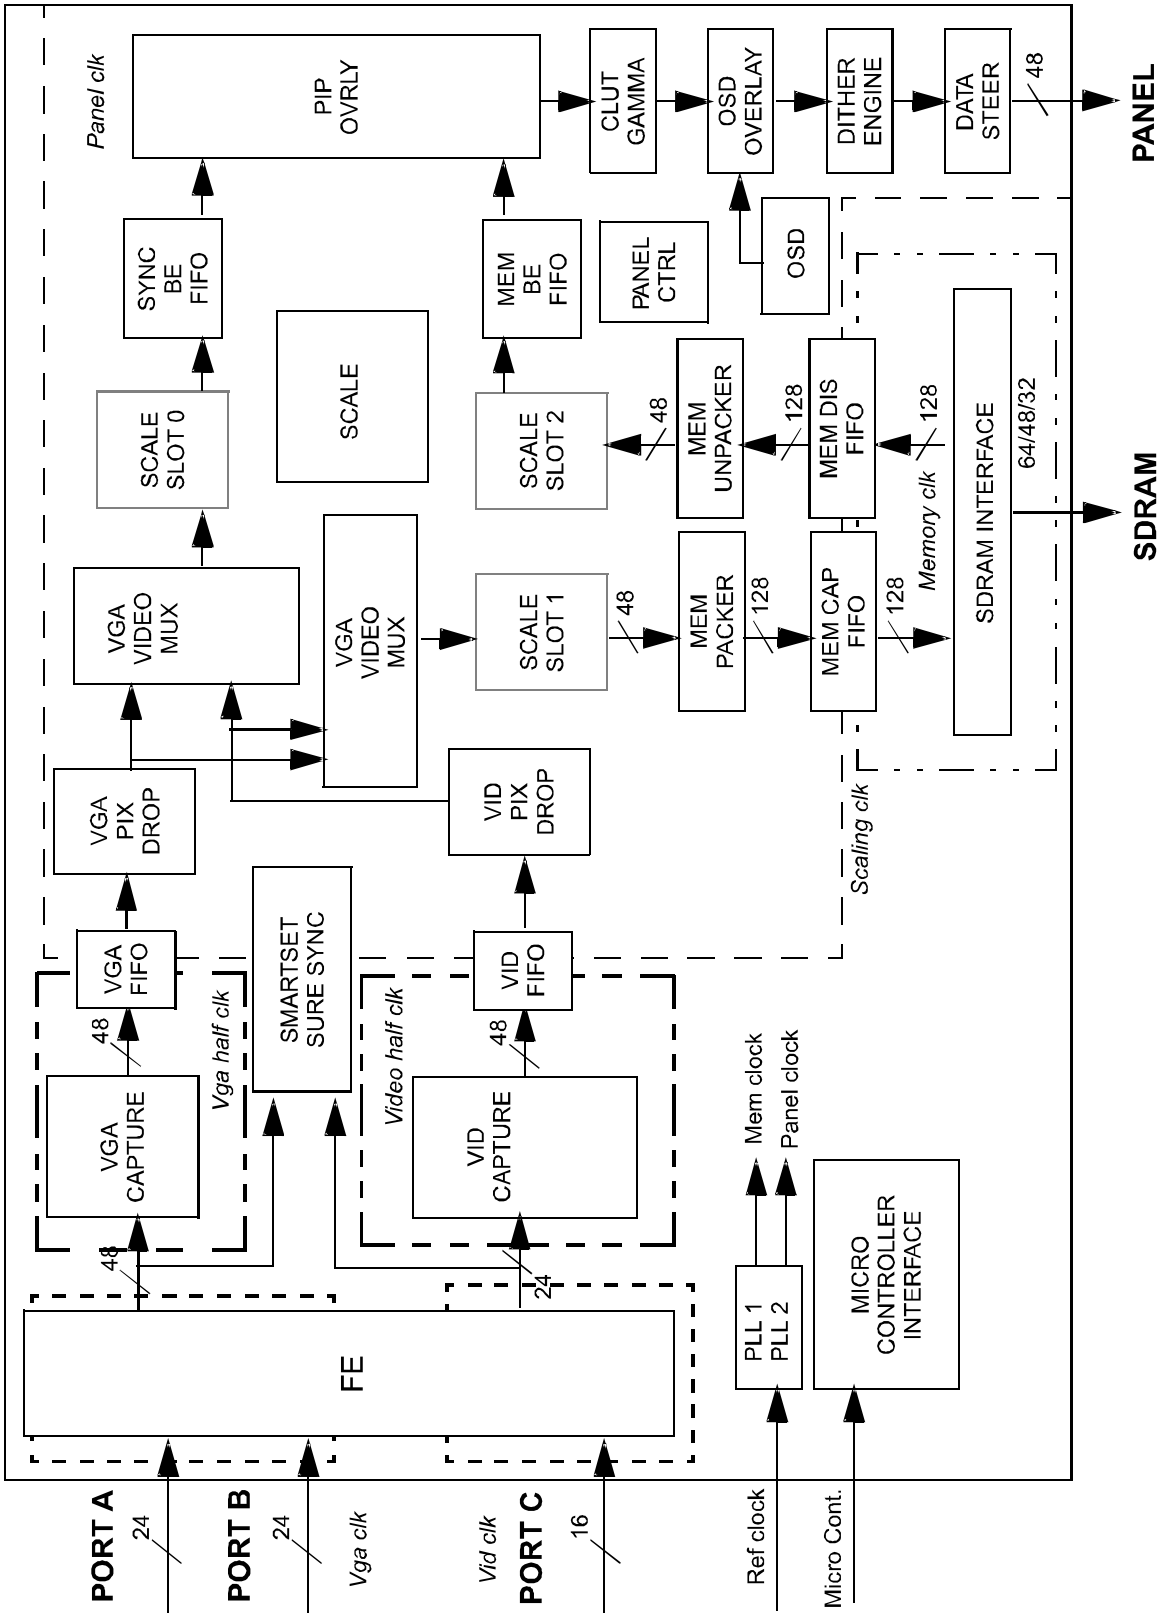 PORT A
24
PORT B
24
Vga clk
Vid clk
PORT C
16
Ref clock
Micro Cont.
FE
48
24
VGA
CAPTURE
48
VGA
FIFO
Vga half clk
SMARTSET
SURE SYNC
Video half clk
VID
CAPTURE
48
VID
FIFO
PLL 1
PLL 2
Mem clock
Panel clock
MICRO
CONTROLLER
INTERFACE
VGA
PIX
DROP
VID
PIX
DROP
Scaling clk
VGA
VIDEO
MUX
VGA
VIDEO
MUX
SCALE
SLOT 0
SCALE
SCALE
SLOT 1
48
MEM
PACKER
128
MEM CAP
FIFO
128
Memory clk
SCALE
SLOT 2
48
MEM
UNPACKER
128
MEM DIS
FIFO
128
SDRAM INTERFACE
64/48/32
SDRAM
SYNC
BE
FIFO
MEM
BE
FIFO
PANEL
CTRL
OSD
Panel clk
PIP
OVRLY
CLUT
GAMMA
OSD
OVERLAY
DITHER
ENGINE
DATA
STEER
48
PANEL